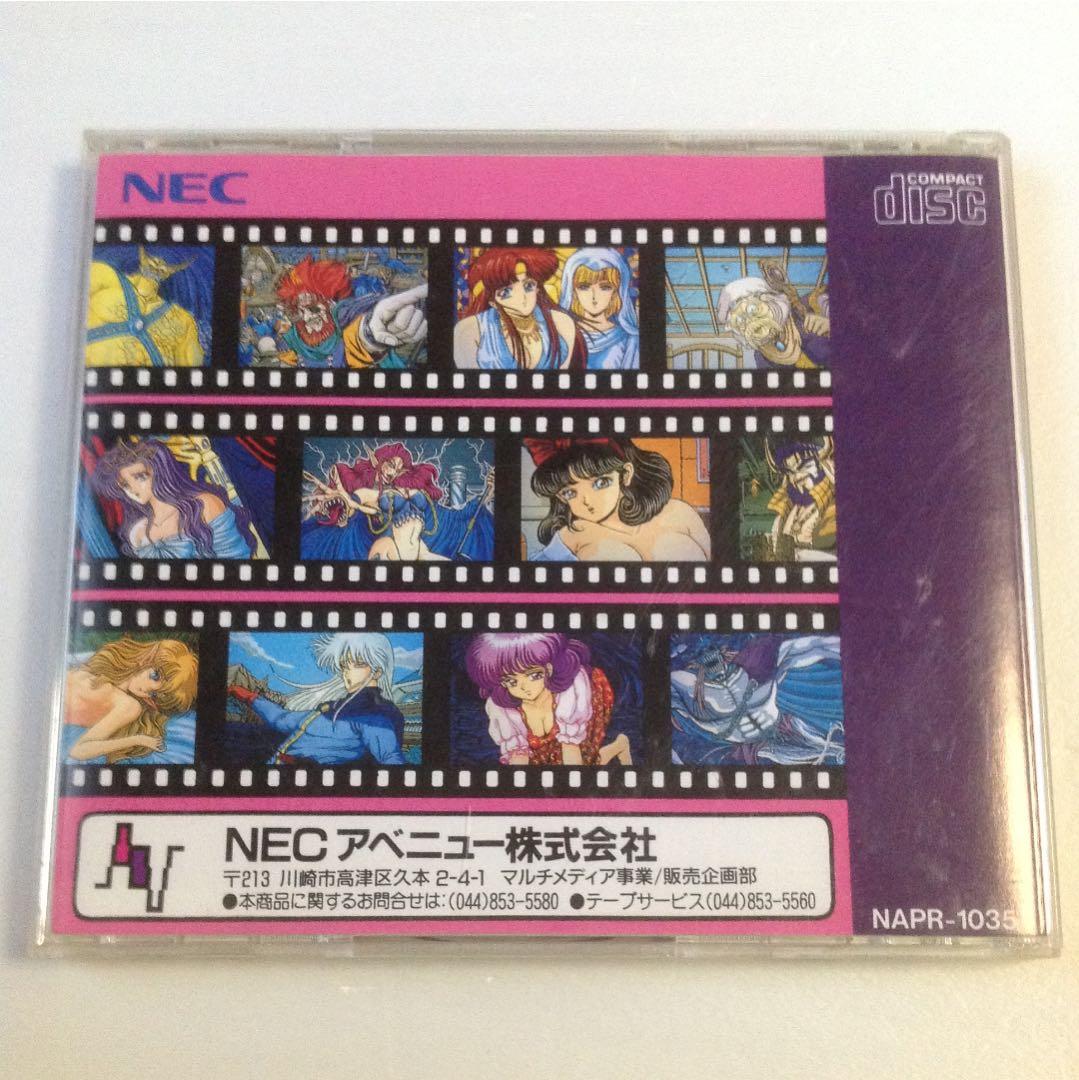 NEC
COMPACT
disc
NEC アベニュー株式会社
〒213 川崎市高津区久本 2-4-1 マルチメディア事業/販売企画部
●本商品に関するお問合せは:(044)853-5580 ●テープサービス(044)853-5560
NAPR-1035